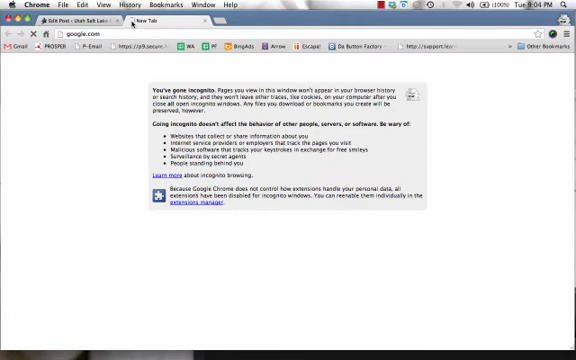 Chrome File Edit View History Bookmarks Window Help (100%) Tue 9:04 PM
Edit Post ‹ Utah Salt Lake New Tab
google.com
Gmail PROSPER P-Email https://p9.secure. WA PF BingAds Arrow Escapa! Da Button Factory http://support.le Other Bookmarks
You've gone incognito. Pages you view in this window won't appear in your browser history
or search history, and they won't leave other traces, like cookies, on your computer after you
close all open incognito windows. Any files you download or bookmarks you create will be
preserved, however.
Going incognito doesn't affect the behavior of other people, servers, or software. Be wary of:
• Websites that collect or share information about you
• Internet service providers or employers that track the pages you visit
• Malicious software that tracks your keystrokes in exchange for free smileys
• Surveillance by secret agents
• People standing behind you
Learn more about incognito browsing.
Because Google Chrome does not control how extensions handle your personal data, all
extensions have been disabled for incognito windows. You can reenable them individually in the
extensions manager.